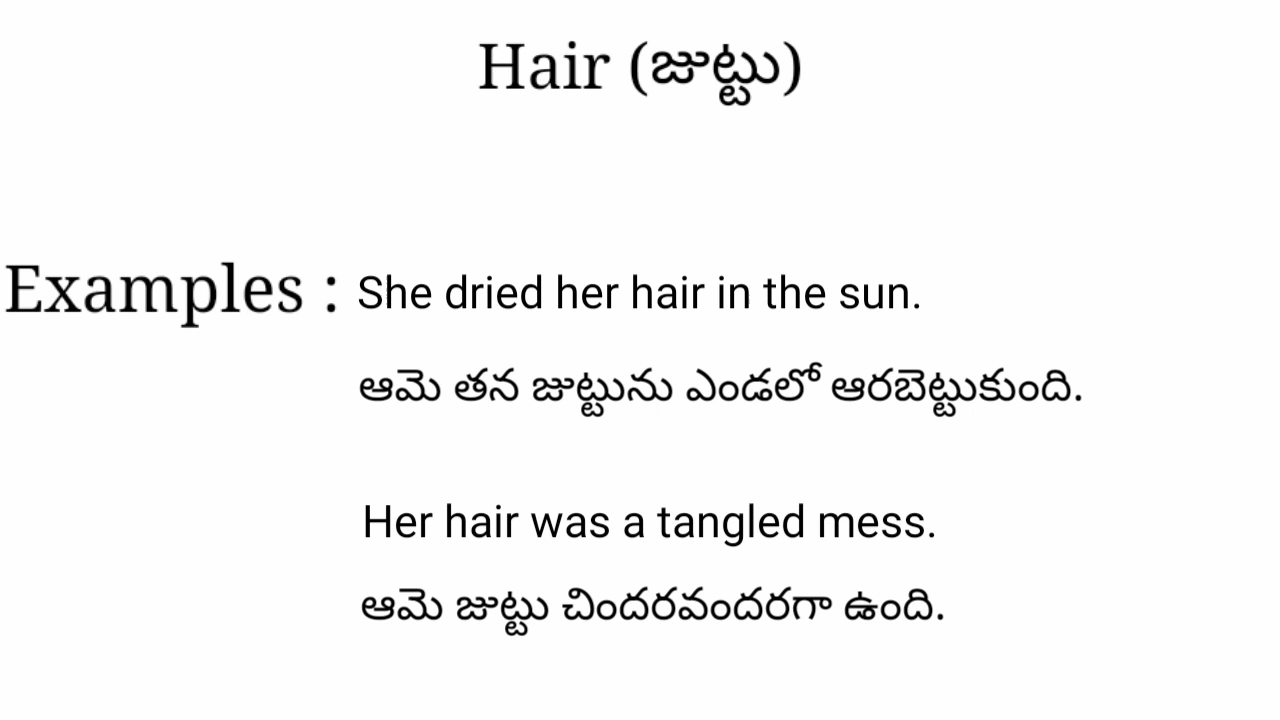 Hair (జుట్టు)
Examples : She dried her hair in the sun.
ఆమె తన జుట్టును ఎండలో ఆరబెట్టుకుంది.
Her hair was a tangled mess.
ఆమె జుట్టు చిందరవందరగా ఉంది.